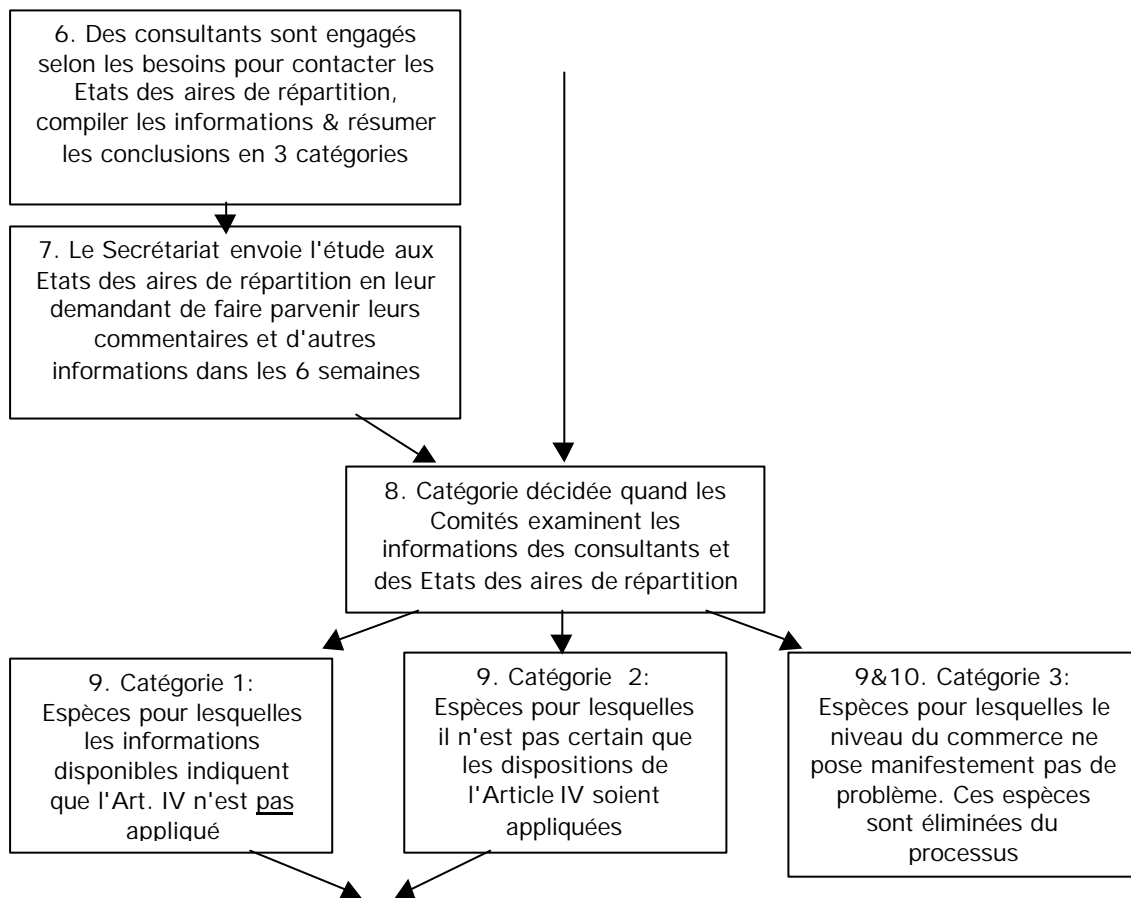 6. Des consultants sont engagés
selon les besoins pour contacter les
Etats des aires de répartition,
compiler les informations & résumer
les conclusions en 3 catégories
7. Le Secrétariat envoie l'étude aux
Etats des aires de répartition en leur
demandant de faire parvenir leurs
commentaires et d'autres
informations dans les 6 semaines
8. Catégorie décidée quand les
Comités examinent les
informations des consultants et
des Etats des aires de répartition
9. Catégorie 1:
Espèces pour lesquelles
les informations
disponibles indiquent
que l'Art. IV n'est pas
appliqué
9. Catégorie 2:
Espèces pour lesquelles
il n'est pas certain que
les dispositions de
l'Article IV soient
appliquées
9&10. Catégorie 3:
Espèces pour lesquelles le
niveau du commerce ne
pose manifestement pas de
problème. Ces espèces
sont éliminées du
processus